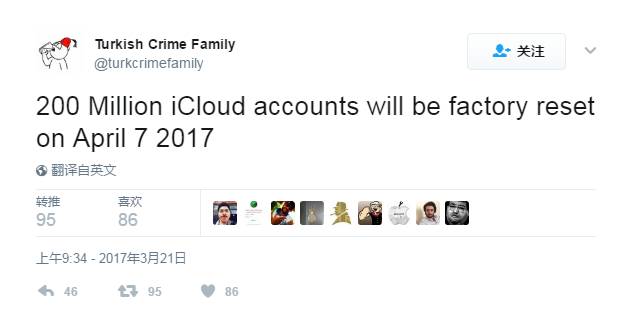 Turkish Crime Family
@turkcrimefamily
关注
200 Million iCloud accounts will be factory reset
on April 7 2017
翻译自英文
转推 喜欢
95 86
上午9:34 - 2017年3月21日
46 95 86